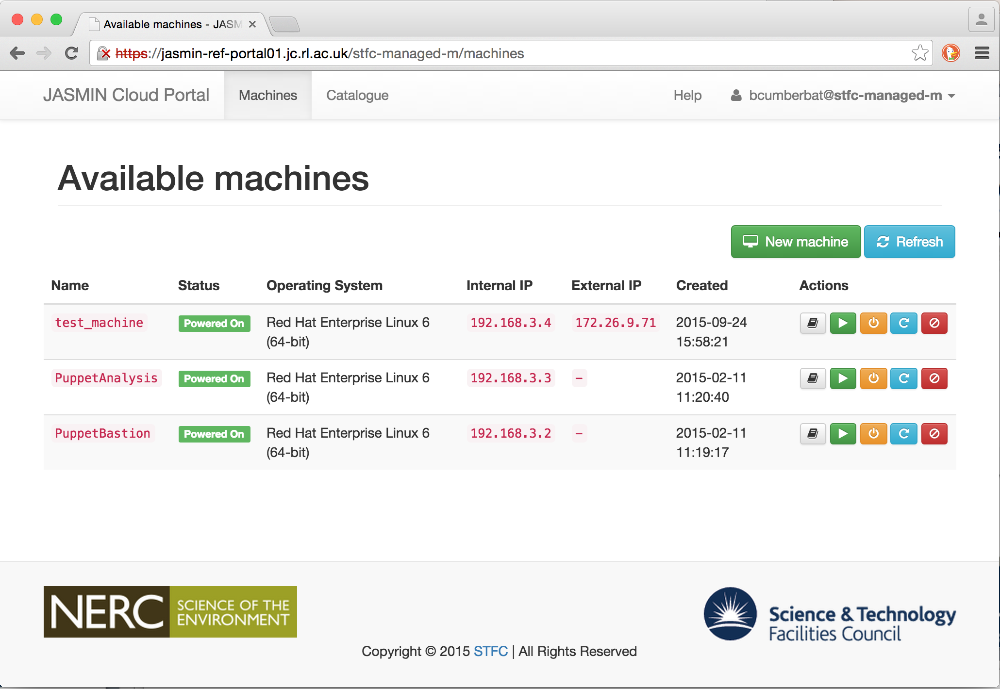 Available machines - JASM
https://jasmin-ref-portal01.jc.rl.ac.uk/stfc-managed-m/machines
JASMIN Cloud Portal Machines Catalogue Help bcumberbat@stfc-managed-m
Available machines
New machine Refresh
Name Status Operating System Internal IP External IP Created Actions
test_machine Powered On Red Hat Enterprise Linux 6 192.168.3.4 172.26.9.71 2015-09-24
(64-bit) 15:58:21
PuppetAnalysis Powered On Red Hat Enterprise Linux 6 192.168.3.3 – 2015-02-11
(64-bit) 11:20:40
PuppetBastion Powered On Red Hat Enterprise Linux 6 192.168.3.2 – 2015-02-11
(64-bit) 11:19:17
NERC SCIENCE OF THE
ENVIRONMENT
Science & Technology
Facilities Council
Copyright © 2015 STFC | All Rights Reserved